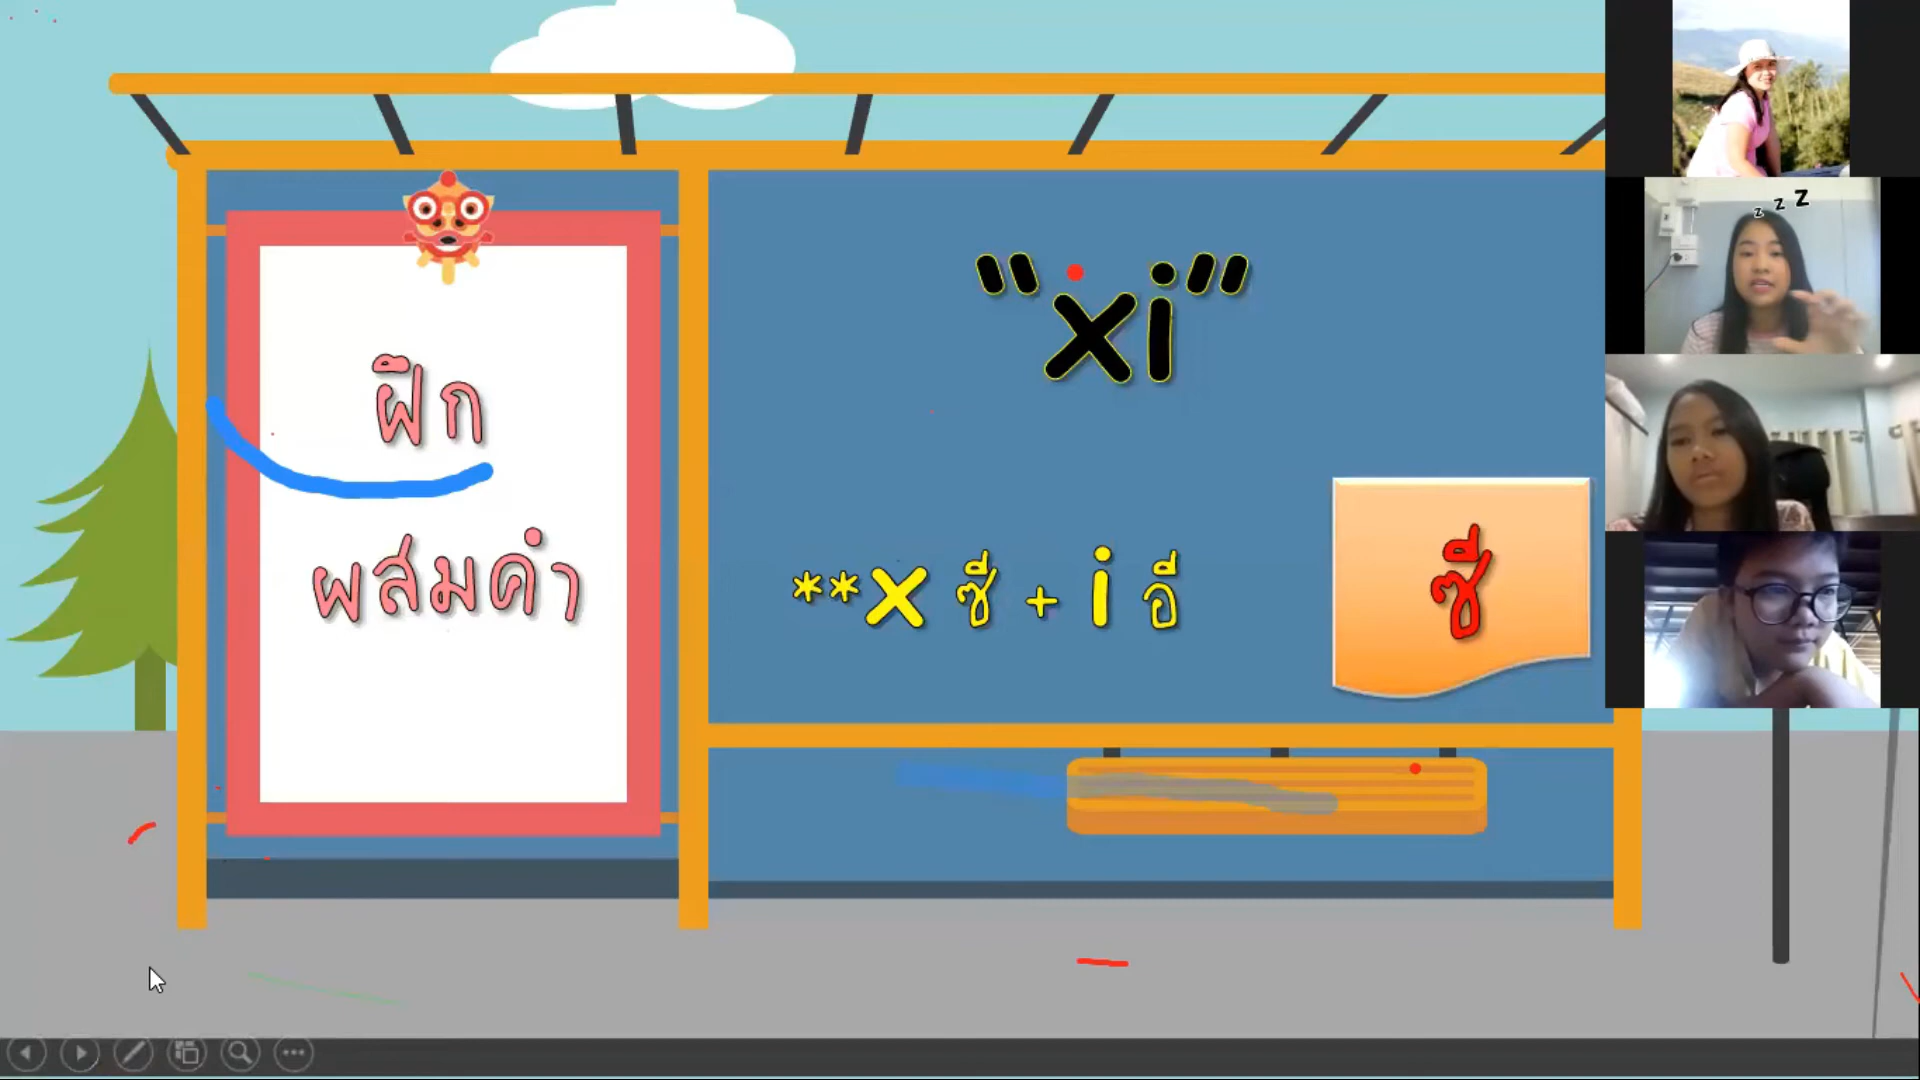 ฝึก
ผสมคำ
"xi"
**x ซี + i อี
ซี
z z Z